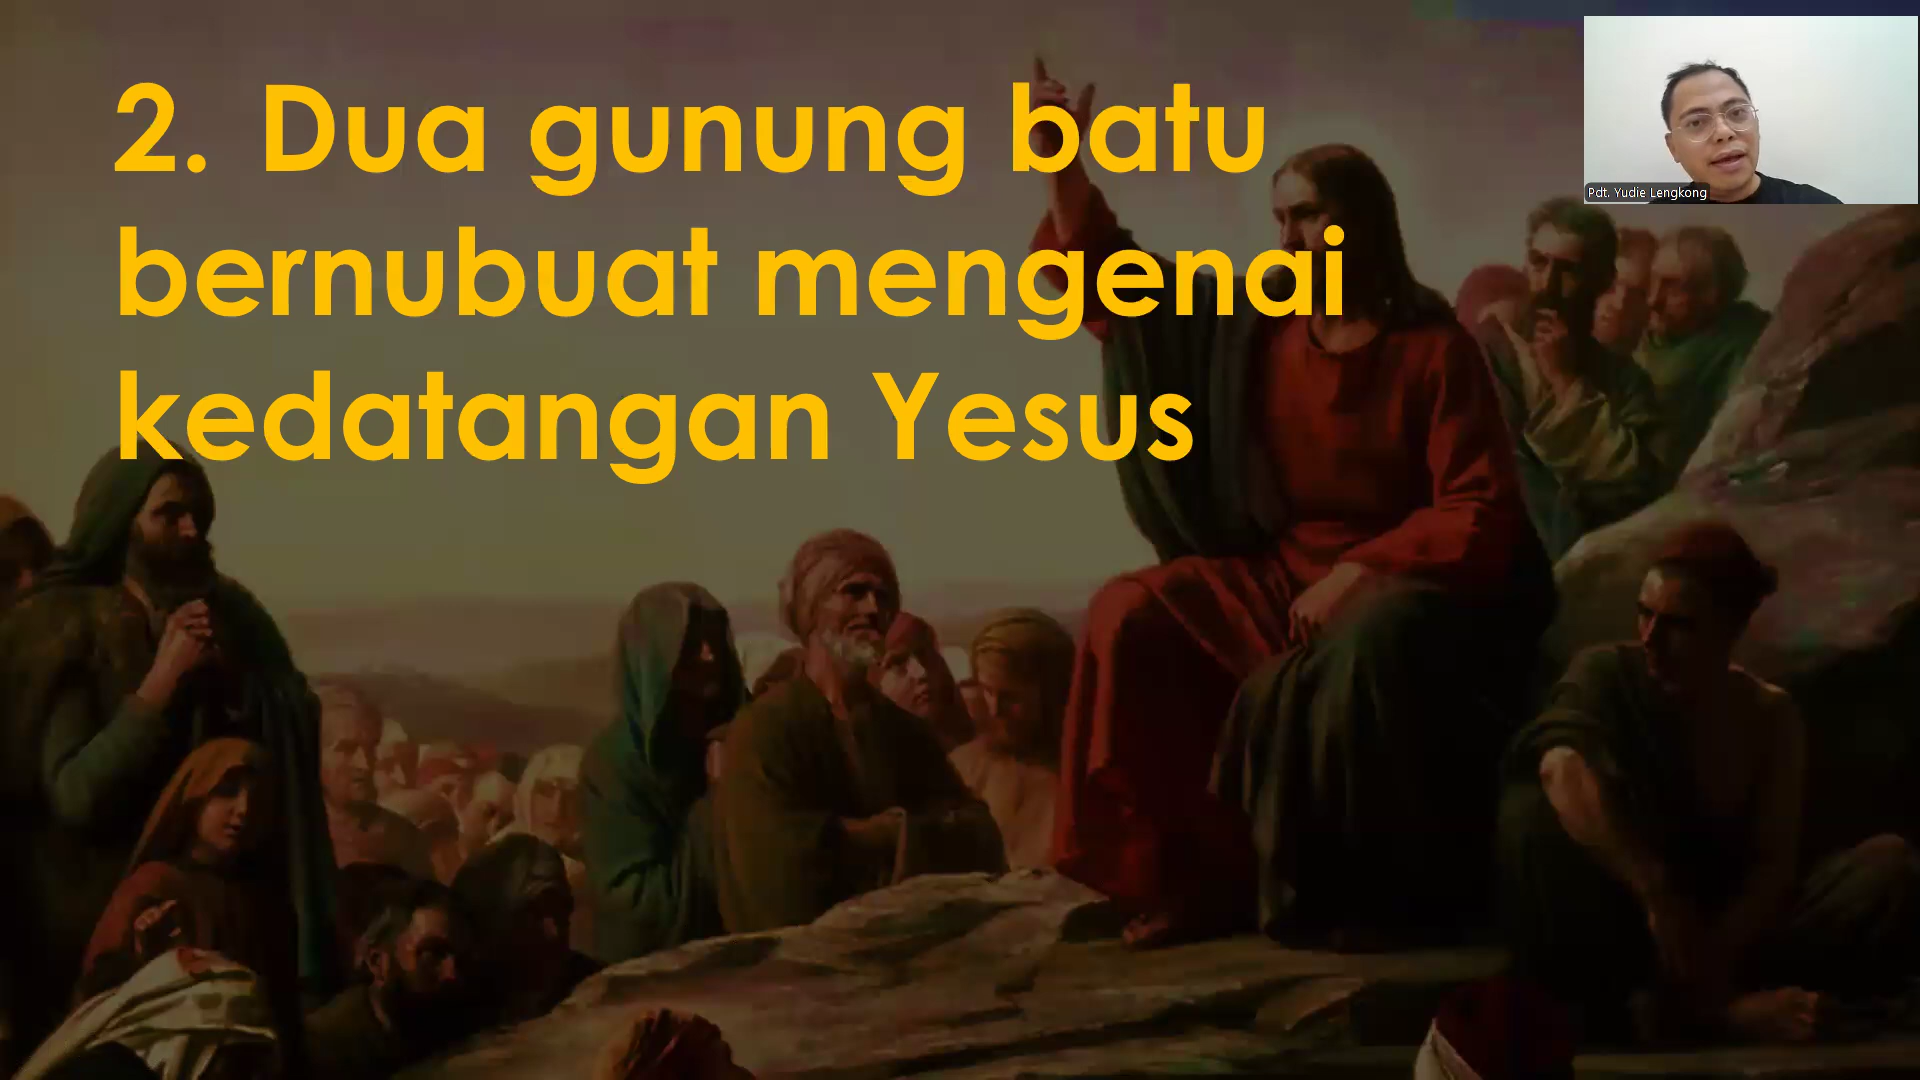 2. Dua gunung batu
bernubuat mengenai
kedatangan Yesus
Pdt. Yudie Lengkong